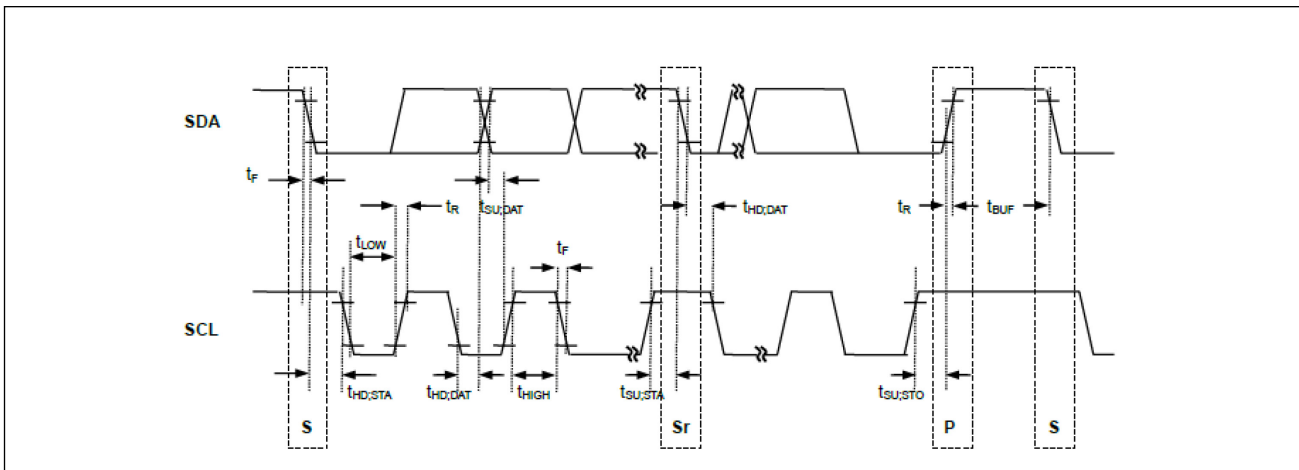 SDA
tF
tR
tSU;DAT
tHD;DAT
tR
tBUF
tLOW
tF
SCL
tHD;STA
tHD;DAT
tHIGH
tSU;STA
tSU;STO
S
Sr
P
S